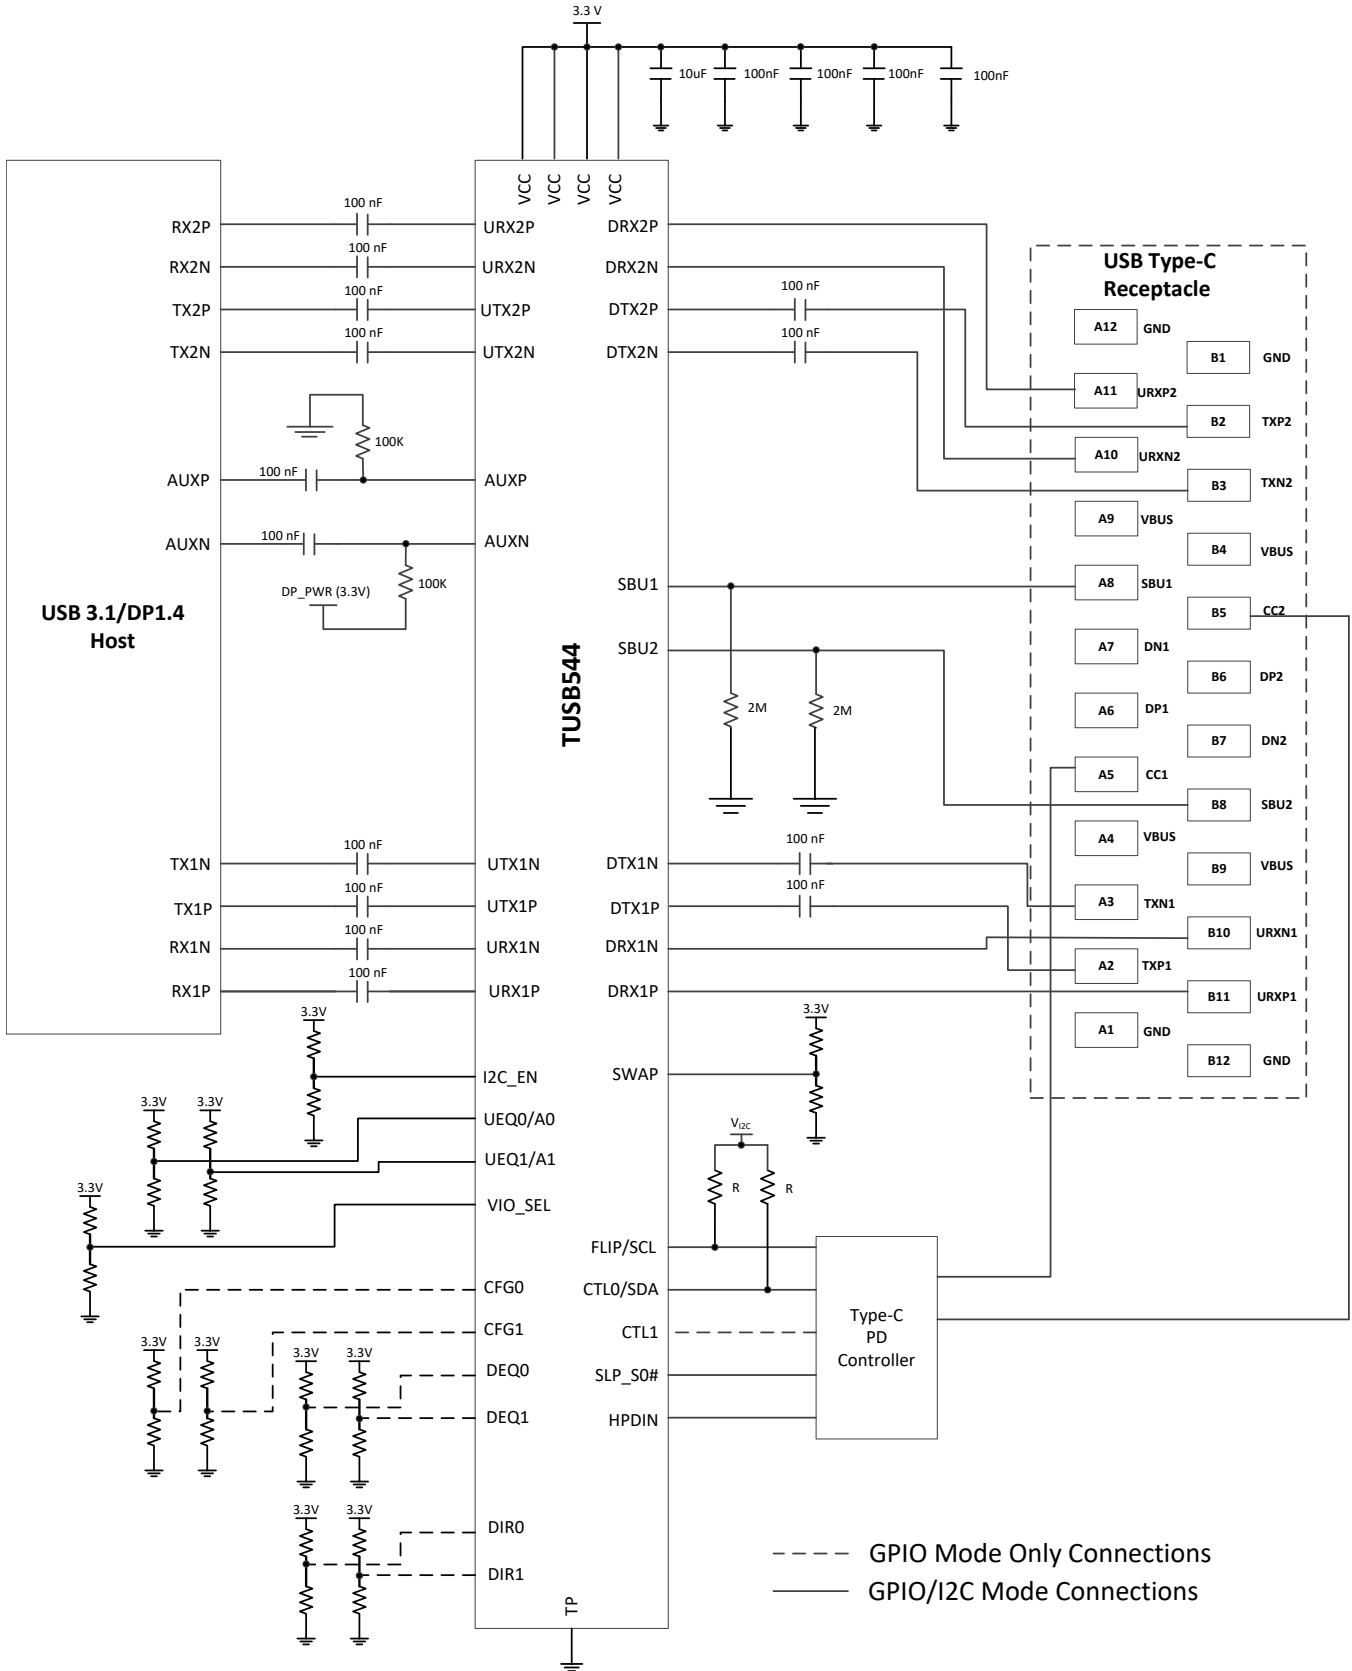 3.3 V
10uF 100nF 100nF 100nF 100nF
VCC VCC VCC VCC
RX2P 100 nF URX2P DRX2P
RX2N 100 nF URX2N DRX2N
USB Type-C
Receptacle
TX2P 100 nF UTX2P DTX2P 100 nF
A12 GND
TX2N 100 nF UTX2N DTX2N 100 nF
B1 GND
A11 URXP2
B2 TXP2
100K
A10 URXN2
AUXP 100 nF AUXP
B3 TXN2
A9 VBUS
AUXN 100 nF AUXN
B4 VBUS
100K
DP_PWR (3.3V)
SBU1 A8 SBU1
USB 3.1/DP1.4
Host
B5 CC2
SBU2 A7 DN1
TUSB544
B6 DP2
2M 2M
A6 DP1
B7 DN2
A5 CC1
B8 SBU2
A4 VBUS
TX1N 100 nF UTX1N DTX1N 100 nF
B9 VBUS
TX1P 100 nF UTX1P DTX1P 100 nF
A3 TXN1
RX1N 100 nF URX1N DRX1N
B10 URXN1
A2 TXP1
RX1P 100 nF URX1P DRX1P
B11 URXP1
3.3V 3.3V
A1 GND
B12 GND
I2C_EN SWAP
3.3V 3.3V
UEQ0/A0
VI2C
UEQ1/A1
3.3V
R R
VIO_SEL
FLIP/SCL
CFG0 CTL0/SDA
Type-C
PD
Controller
CFG1 CTL1
3.3V 3.3V 3.3V 3.3V
DEQ0 SLP_S0#
DEQ1 HPDIN
3.3V 3.3V
DIR0
DIR1
GPIO Mode Only Connections
GPIO/I2C Mode Connections
TP